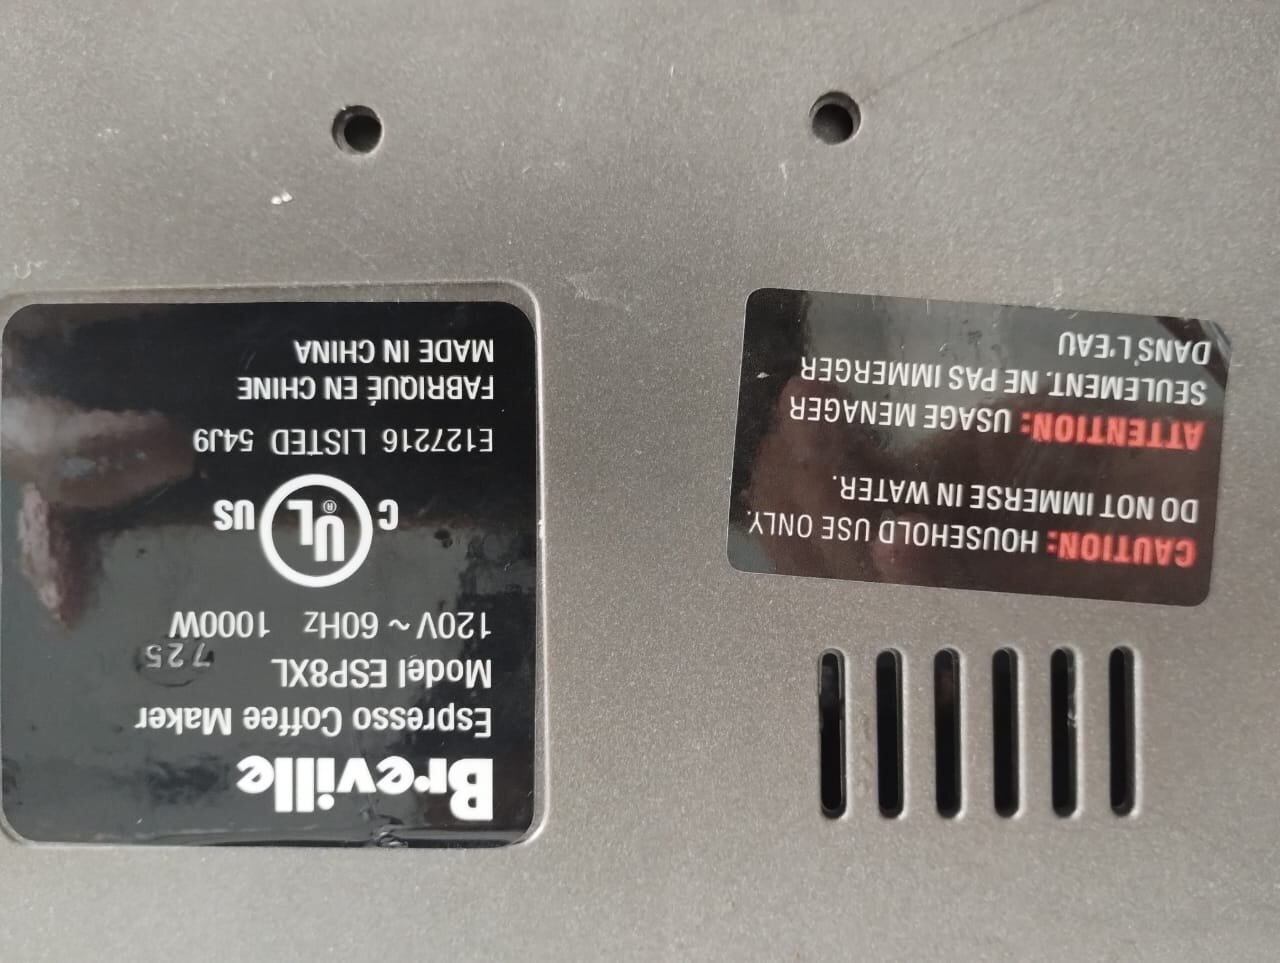 Breville
Espresso Coffee Maker
Model ESP8XL
725
120V ~ 60Hz 1000W
C UL® US
E127216 LISTED 54J9
FABRIQUÉ EN CHINE
MADE IN CHINA
CAUTION: HOUSEHOLD USE ONLY.
DO NOT IMMERSE IN WATER.
ATTENTION: USAGE MENAGER
SEULEMENT. NE PAS IMMERGER
DANS L'EAU